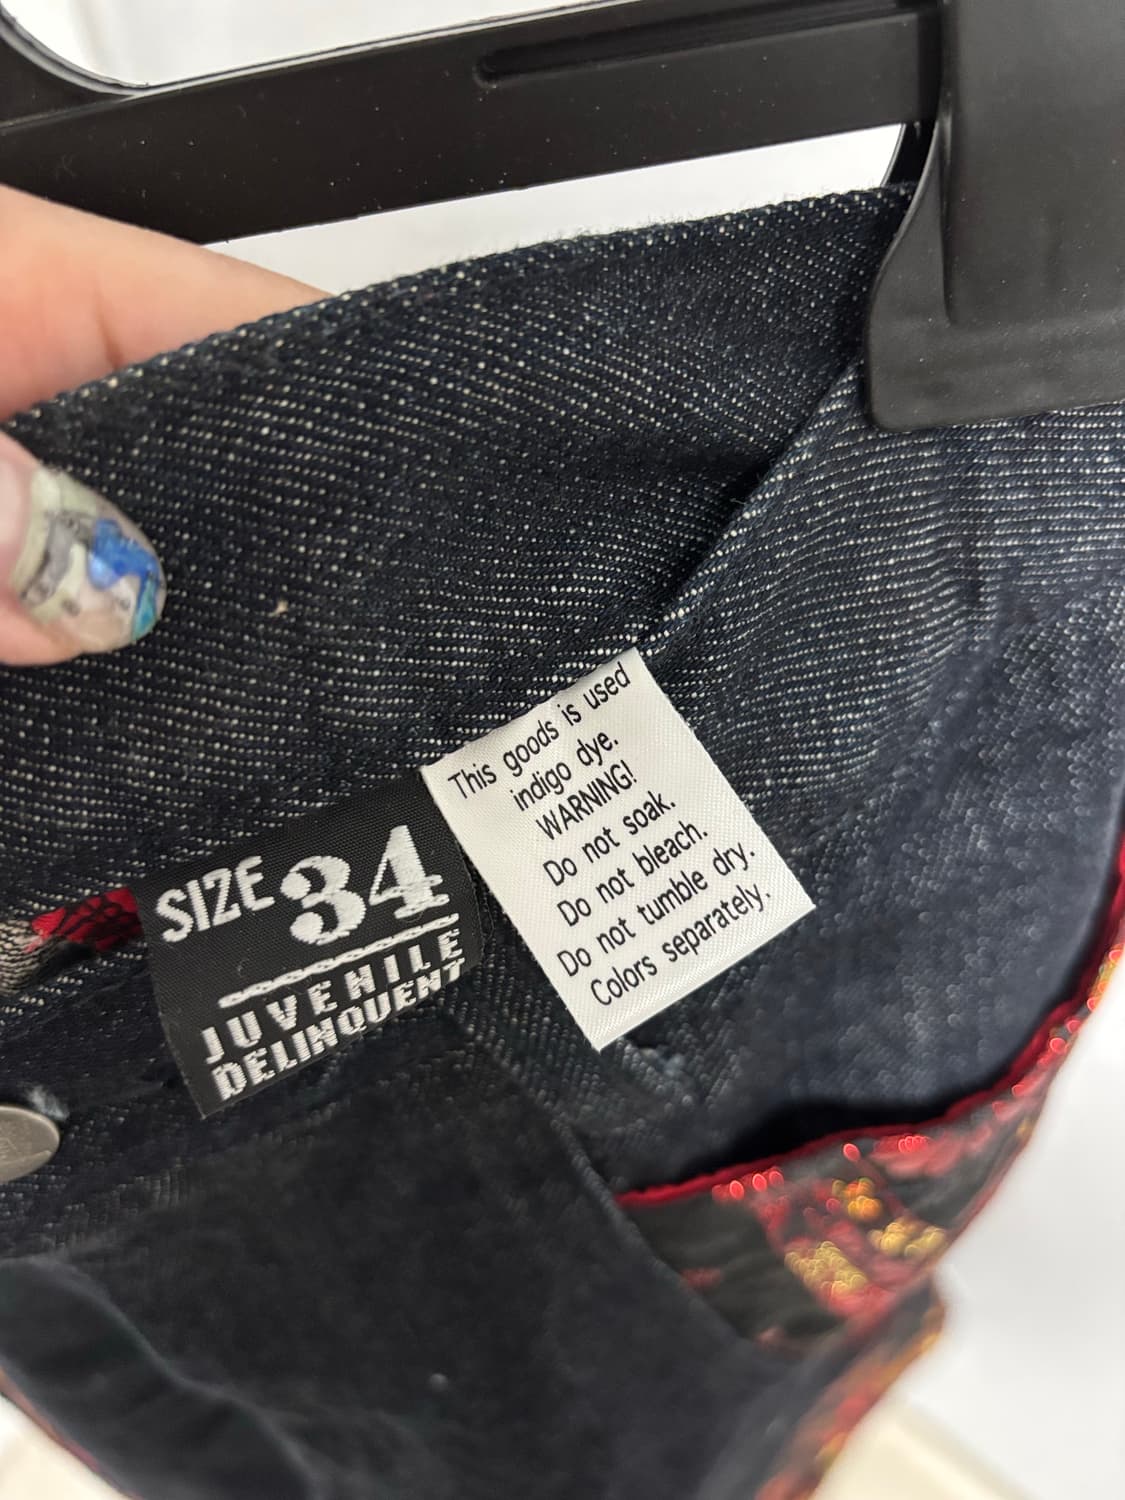 SIZE 34
JUVENILE
DELINQUENT
This goods is used
indigo dye.
WARNING!
Do not soak.
Do not bleach.
Do not tumble dry.
Colors separately.